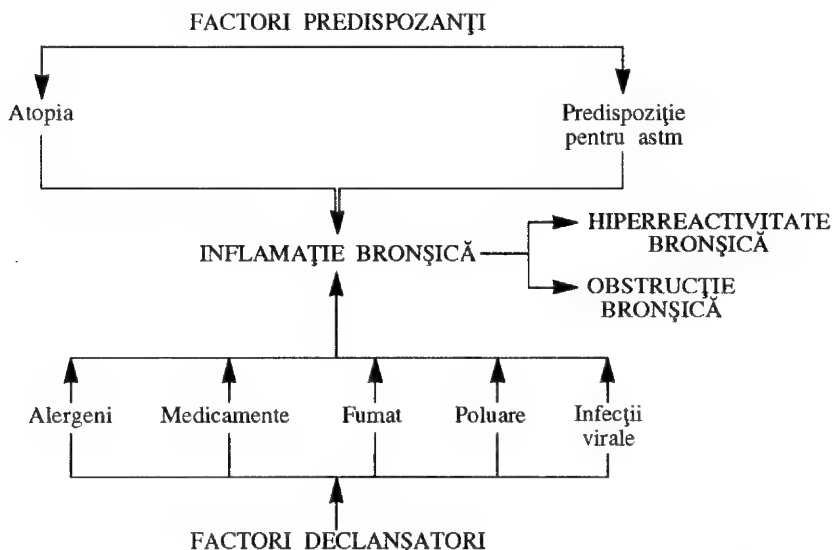 FACTORI PREDISPOZANŢI
Atopia
Predispoziţie
pentru astm
INFLAMAŢIE BRONŞICĂ
HIPERREACTIVITATE
BRONŞICĂ
OBSTRUCŢIE
BRONŞICĂ
Alergeni
Medicamente
Fumat
Poluare
Infecţii
virale
FACTORI DECLANŞATORI